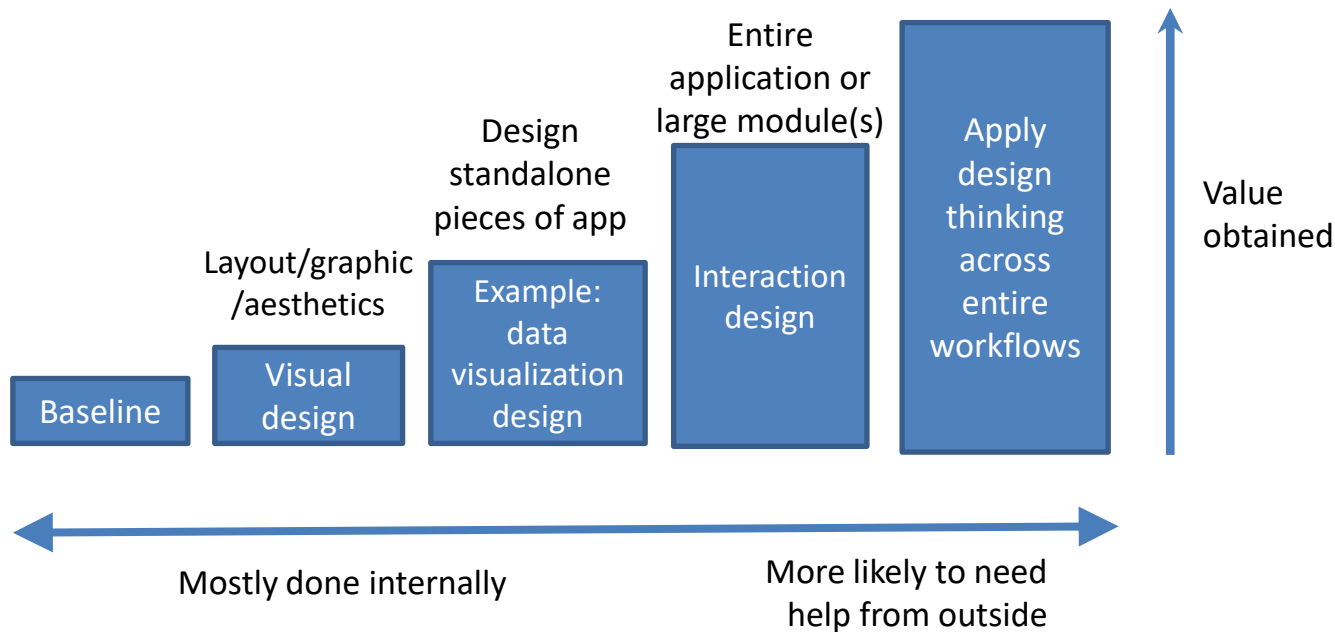 Baseline
Layout/graphic
/aesthetics
Visual
design
Design
standalone
pieces of app
Example:
data
visualization
design
Entire
application or
large module(s)
Interaction
design
Apply
design
thinking
across
entire
workflows
Value
obtained
Mostly done internally
More likely to need
help from outside